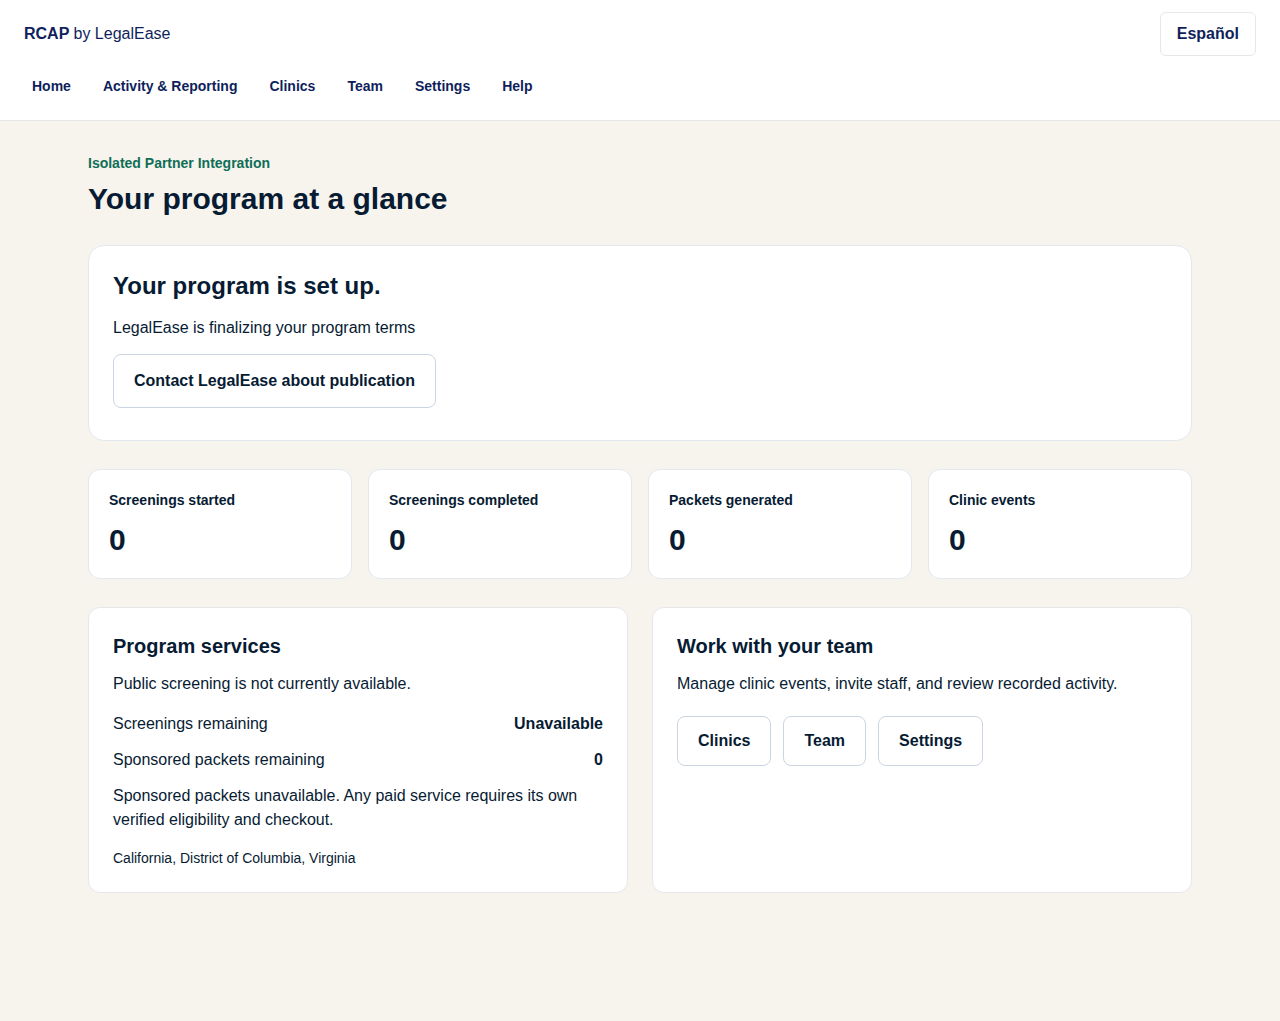 RCAP by LegalEase
Español
Home
Activity & Reporting
Clinics
Team
Settings
Help
Isolated Partner Integration
Your program at a glance
Your program is set up.
LegalEase is finalizing your program terms
Contact LegalEase about publication
Screenings started
0
Screenings completed
0
Packets generated
0
Clinic events
0
Program services
Public screening is not currently available.
Screenings remaining
Unavailable
Sponsored packets remaining
0
Sponsored packets unavailable. Any paid service requires its own
verified eligibility and checkout.
California, District of Columbia, Virginia
Work with your team
Manage clinic events, invite staff, and review recorded activity.
Clinics
Team
Settings